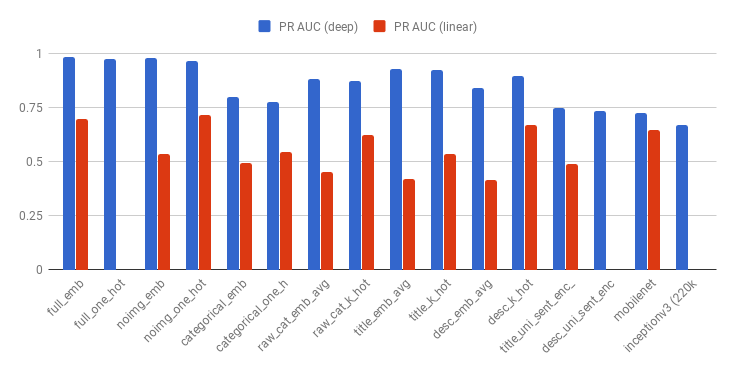 PR AUC (deep) PR AUC (linear)
1
0.75
0.5
0.25
0
full_emb
full_one_hot
noimg_emb
noimg_one_hot
categorical_emb
categorical_one_h
raw_cat_emb_avg
raw_cat_k_hot
title_emb_avg
title_k_hot
desc_emb_avg
desc_k_hot
title_uni_sent_enc_
desc_uni_sent_enc
mobilenet
inceptionv3 (220k